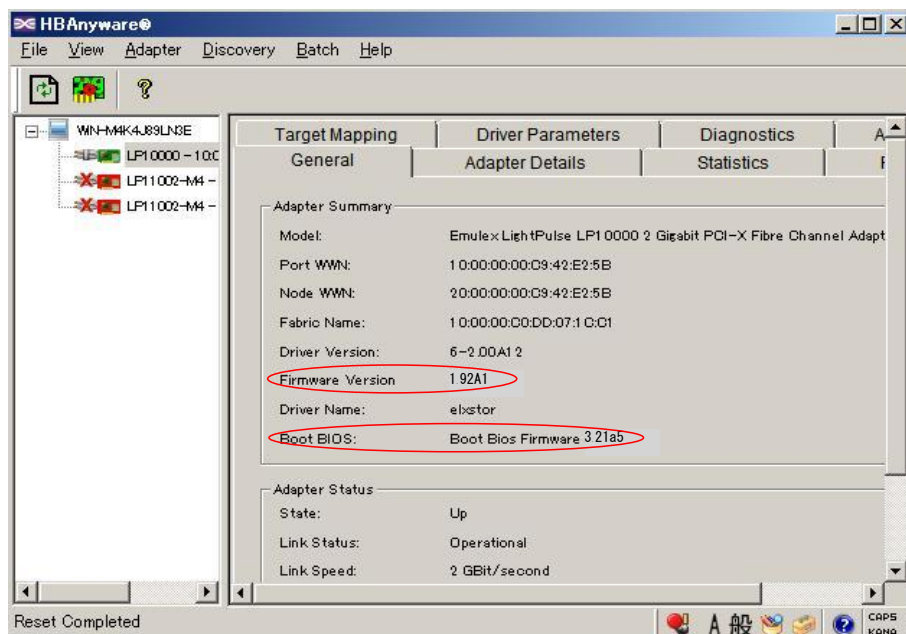 HBAnyware®
File View Adapter Discovery Batch Help
WIN-M4K4J89LN3E
LP10000 - 10:0
LP11002-M4 -
LP11002-M4 -
Target Mapping Driver Parameters Diagnostics A
General Adapter Details Statistics
Adapter Summary
Model: Emulex LightPulse LP10000 2 Gigabit PCI-X Fibre Channel Adapt
Port WWN: 10:00:00:00:C9:42:E2:5B
Node WWN: 20:00:00:00:C9:42:E2:5B
Fabric Name: 10:00:00:C0:DD:07:1C:C1
Driver Version: 6-2.00A12
Firmware Version 1.92A1
Driver Name: elxstor
Boot BIOS: Boot Bios Firmware 3.21a5
Adapter Status
State: Up
Link Status: Operational
Link Speed: 2 GBit/second
Reset Completed
A 般 CAPS
KANA